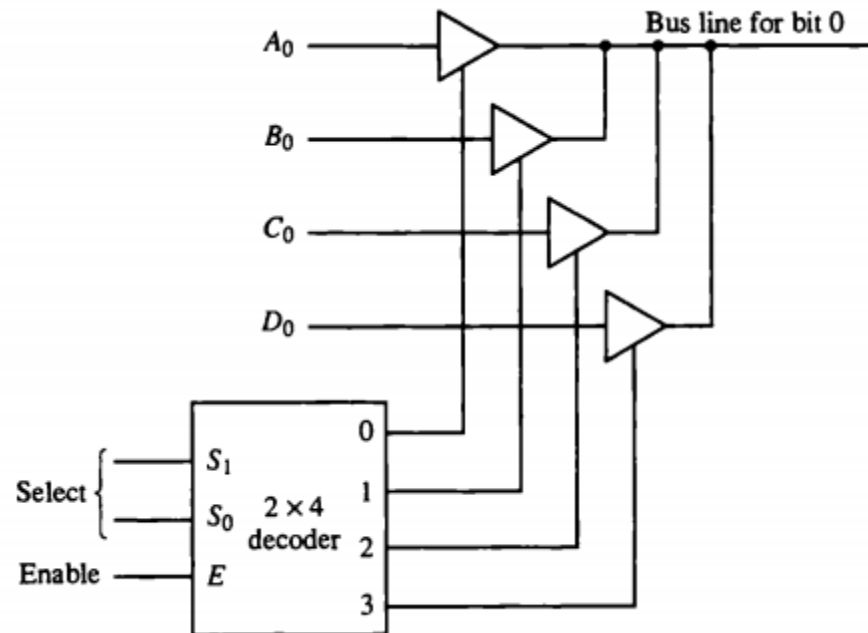 Bus line for bit 0
A0
B0
C0
D0
0
S1
Select
1
S0
2 × 4
decoder
2
Enable
E
3